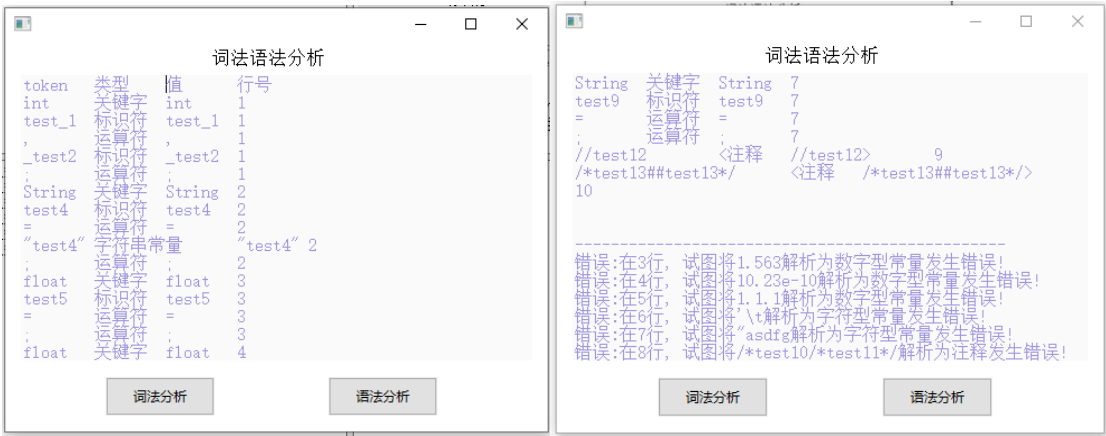 词法语法分析
token 类型 值 行号
int 关键字 int 1
test_1 标识符 test_1 1
, 运算符 , 1
_test2 标识符 _test2 1
; 运算符 ; 1
String 关键字 String 2
test4 标识符 test4 2
= 运算符 = 2
"test4" 字符串常量 "test4" 2
; 运算符 ; 2
float 关键字 float 3
test5 标识符 test5 3
= 运算符 = 3
; 运算符 ; 3
float 关键字 float 4
词法分析 语法分析
词法语法分析
String 关键字 String 7
test9 标识符 test9 7
= 运算符 = 7
; 运算符 ; 7
//test12 <注释 //test12> 9
/*test13##test13*/ <注释 /*test13##test13*/>
10
------------------------------------------------
错误:在3行, 试图将1.563解析为数字型常量发生错误!
错误:在4行, 试图将10.23e-10解析为数字型常量发生错误!
错误:在5行, 试图将1.1.1解析为数字型常量发生错误!
错误:在6行, 试图将'\t解析为字符型常量发生错误!
错误:在7行, 试图将"asdfg解析为字符型常量发生错误!
错误:在8行, 试图将/*test10/*test11*/解析为注释发生错误!
词法分析 语法分析